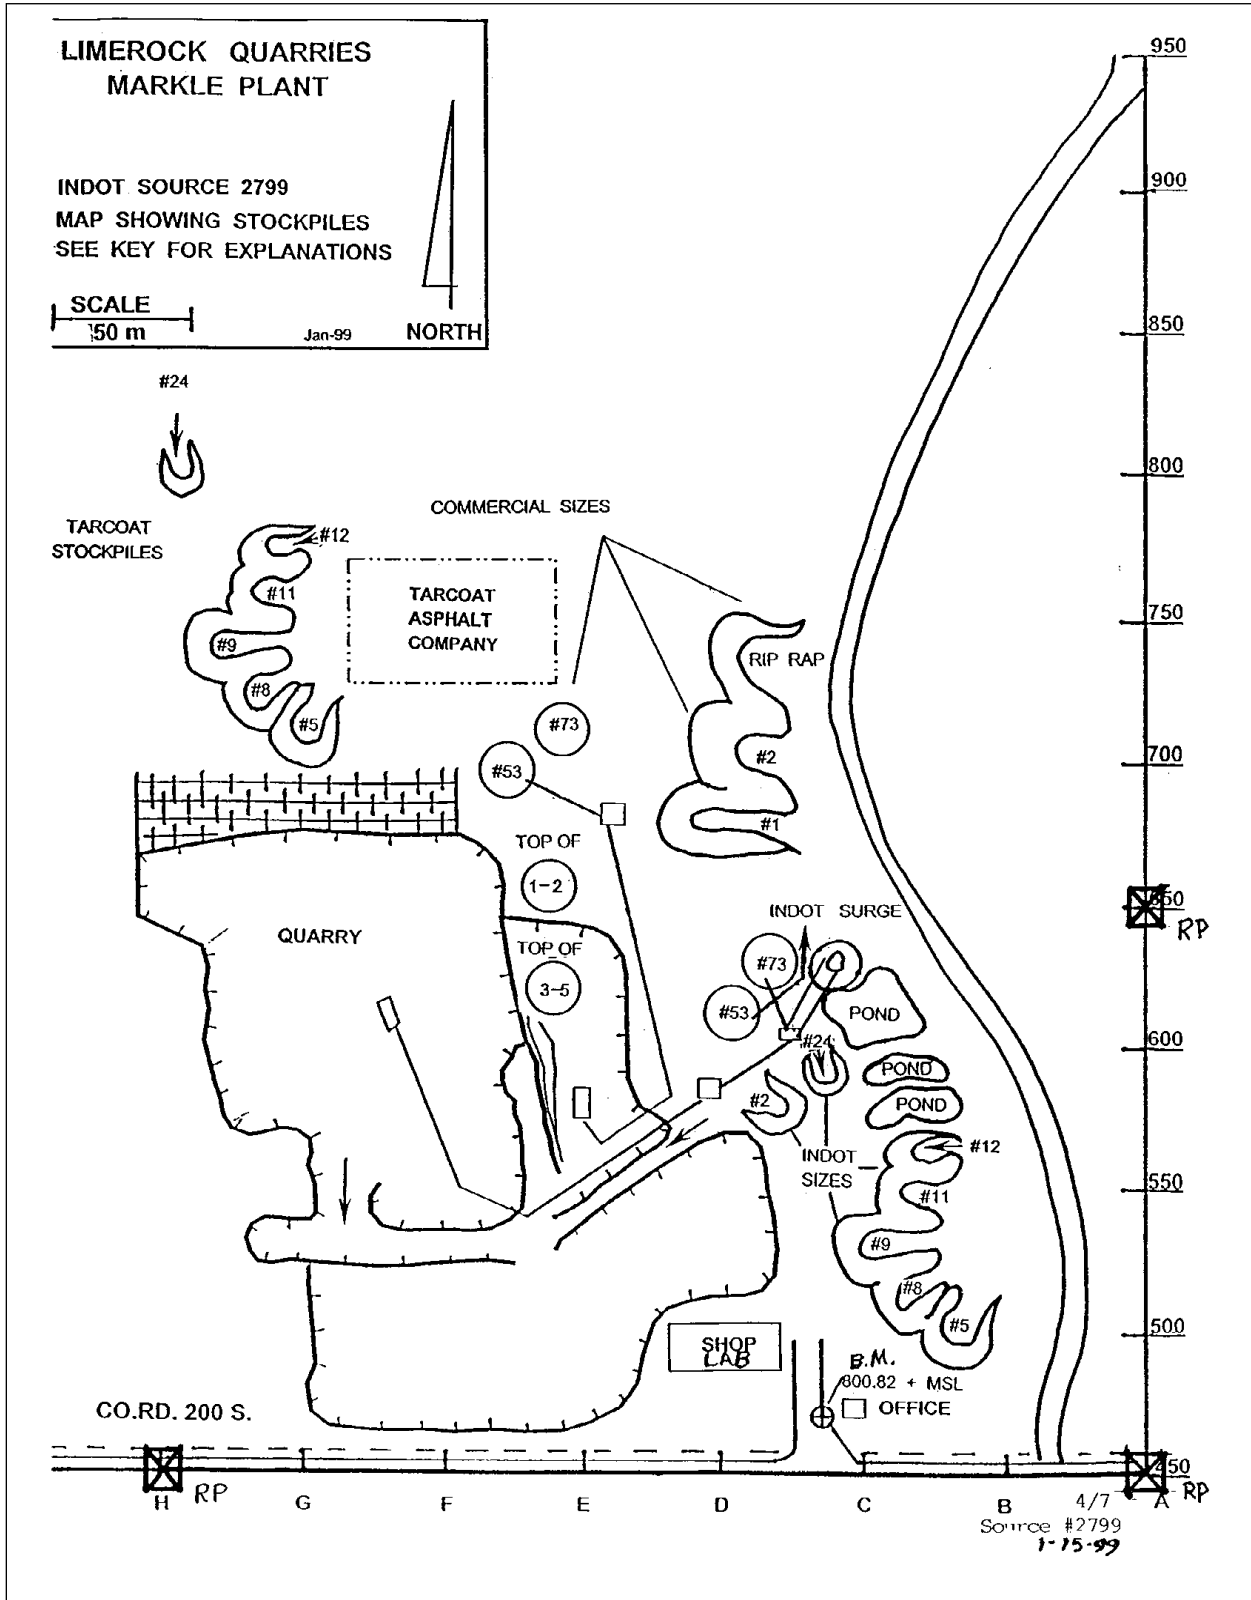 LIMEROCK QUARRIES
MARKLE PLANT
INDOT SOURCE 2799
MAP SHOWING STOCKPILES
SEE KEY FOR EXPLANATIONS
SCALE
50 m
Jan-99
NORTH
950
900
850
800
750
700
650
RP
600
550
500
450
RP
#24
TARCOAT
STOCKPILES
#12
#11
#9
#8
#5
COMMERCIAL SIZES
TARCOAT
ASPHALT
COMPANY
RIP RAP
#2
#1
#73
#53
TOP OF
1-2
TOP OF
3-5
QUARRY
INDOT SURGE
#73
#53
POND
#24
POND
POND
#2
INDOT
SIZES
#12
#11
#9
#8
#5
SHOP
LAB
B.M.
800.82 + MSL
OFFICE
CO.RD. 200 S.
H RP G F E D C B A
4/7
Source #2799
1-15-99